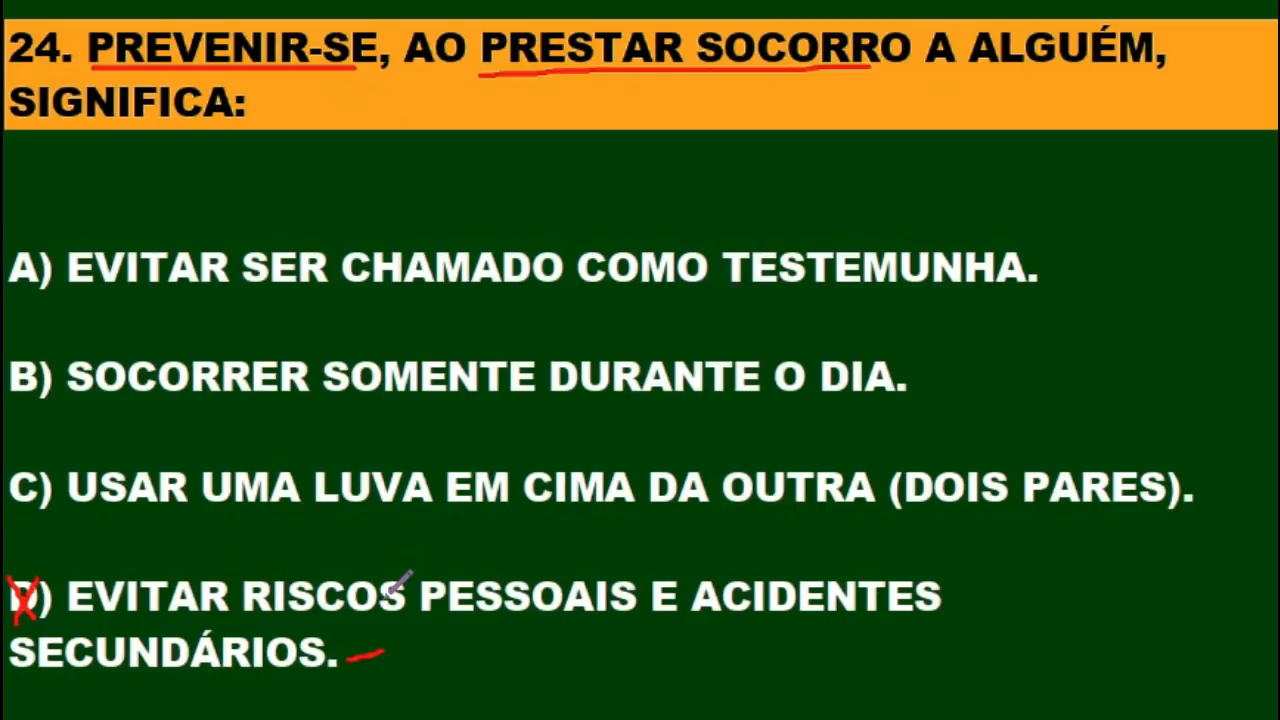 24. PREVENIR-SE, AO PRESTAR SOCORRO A ALGUÉM,
SIGNIFICA:
A) EVITAR SER CHAMADO COMO TESTEMUNHA.
B) SOCORRER SOMENTE DURANTE O DIA.
C) USAR UMA LUVA EM CIMA DA OUTRA (DOIS PARES).
D) EVITAR RISCOS PESSOAIS E ACIDENTES
SECUNDÁRIOS.